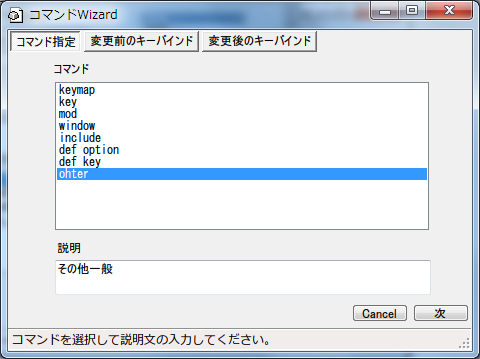 コマンドWizard
コマンド指定 変更前のキーバインド 変更後のキーバインド
コマンド
keymap
key
mod
window
include
def option
def key
ohter
説明
その他一般
Cancel 次
コマンドを選択して説明文の入力してください。